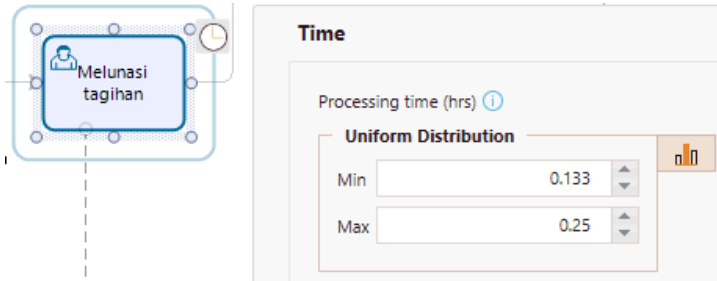 Melunasi
tagihan
Time
Processing time (hrs)
Uniform Distribution
Min 0.133
Max 0.25